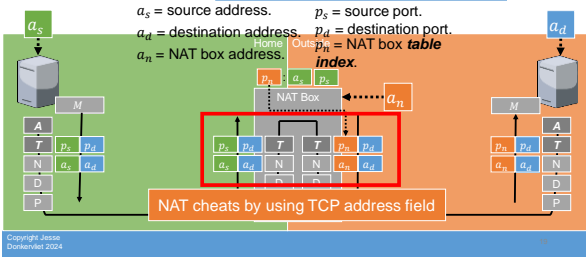 a_s = source address.
a_d = destination address.
a_n = NAT box address.
p_s = source port.
p_d = destination port.
p_n = NAT box table
index.
a_s
a_d
Home Outside
p_n : a_s p_s
NAT Box
a_n
M
M
A
T p_s p_d
N a_s a_d
D
P
p_s p_d T T p_n p_d
a_s a_d N N a_n a_d
D D
A
p_n p_d T
a_n a_d N
D
P
NAT cheats by using TCP address field
Copyright Jesse
Donkervliet 2024